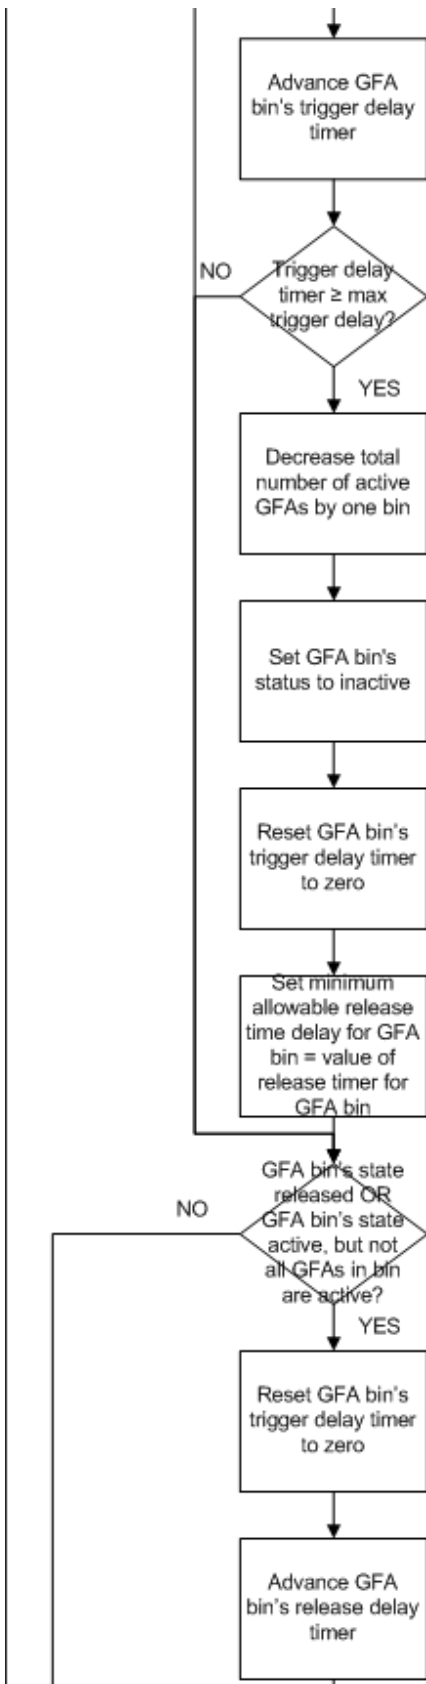 Advance GFA
bin's trigger delay
timer
NO
Trigger delay
timer ≥ max
trigger delay?
YES
Decrease total
number of active
GFAs by one bin
Set GFA bin's
status to inactive
Reset GFA bin's
trigger delay timer
to zero
Set minimum
allowable release
time delay for GFA
bin = value of
release timer for
GFA bin
GFA bin's state
released OR
GFA bin's state
active, but not
all GFAs in bin
are active?
NO
YES
Reset GFA bin's
trigger delay timer
to zero
Advance GFA
bin's release delay
timer